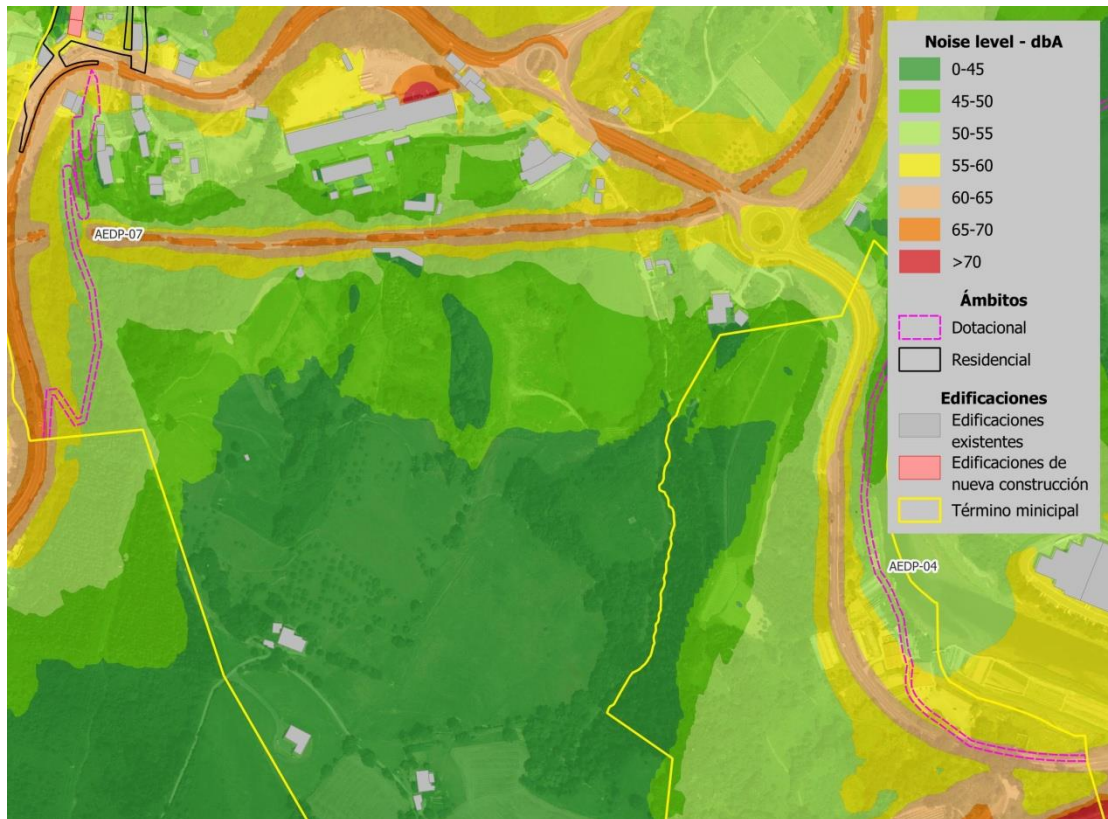 Noise level - dbA
0-45
45-50
50-55
55-60
60-65
65-70
>70
Ámbitos
Dotacional
Residencial
Edificaciones
Edificaciones
existentes
Edificaciones de
nueva construcción
Término minicipal
AEDP-07
AEDP-04